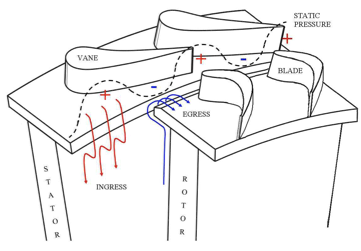 STATIC
PRESSURE
VANE
BLADE
EGRESS
INGRESS
STATOR
ROTOR